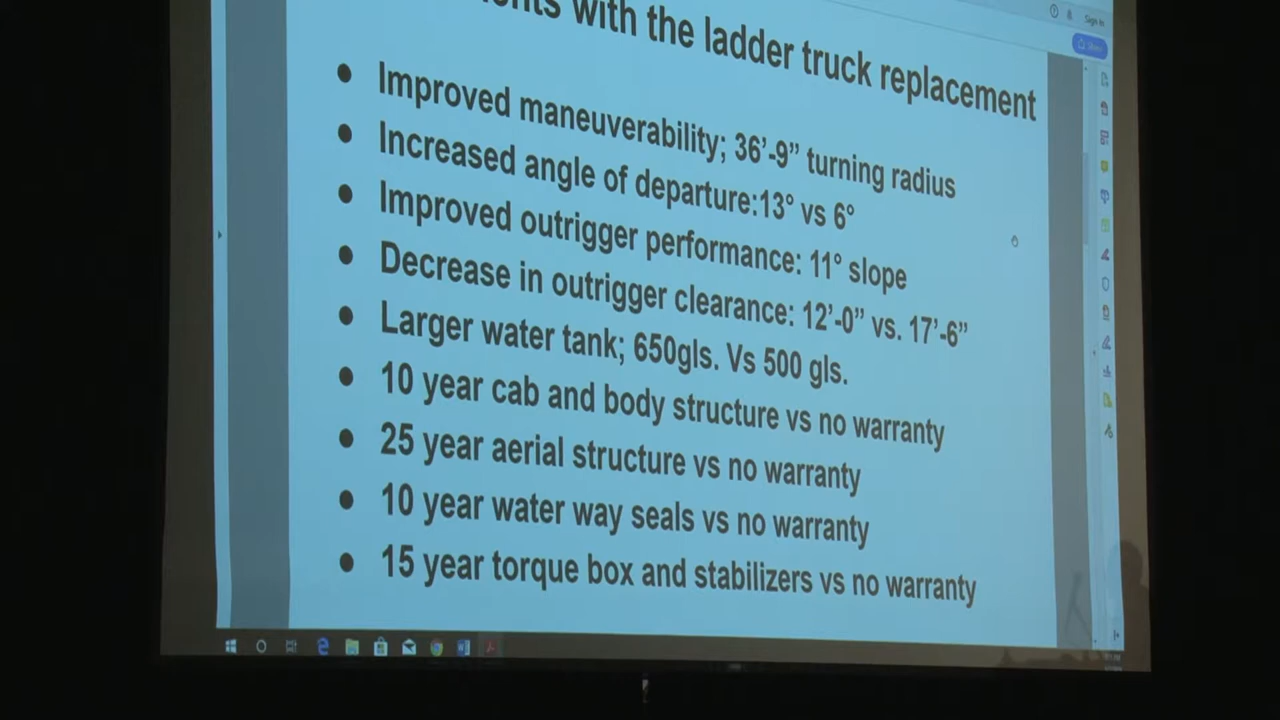 with the ladder truck replacement
• Improved maneuverability; 36’-9” turning radius
• Increased angle of departure:13° vs 6°
• Improved outrigger performance: 11° slope
• Decrease in outrigger clearance: 12’-0” vs. 17’-6”
• Larger water tank; 650gls. Vs 500 gls.
• 10 year cab and body structure vs no warranty
• 25 year aerial structure vs no warranty
• 10 year water way seals vs no warranty
• 15 year torque box and stabilizers vs no warranty
Sign In
Share